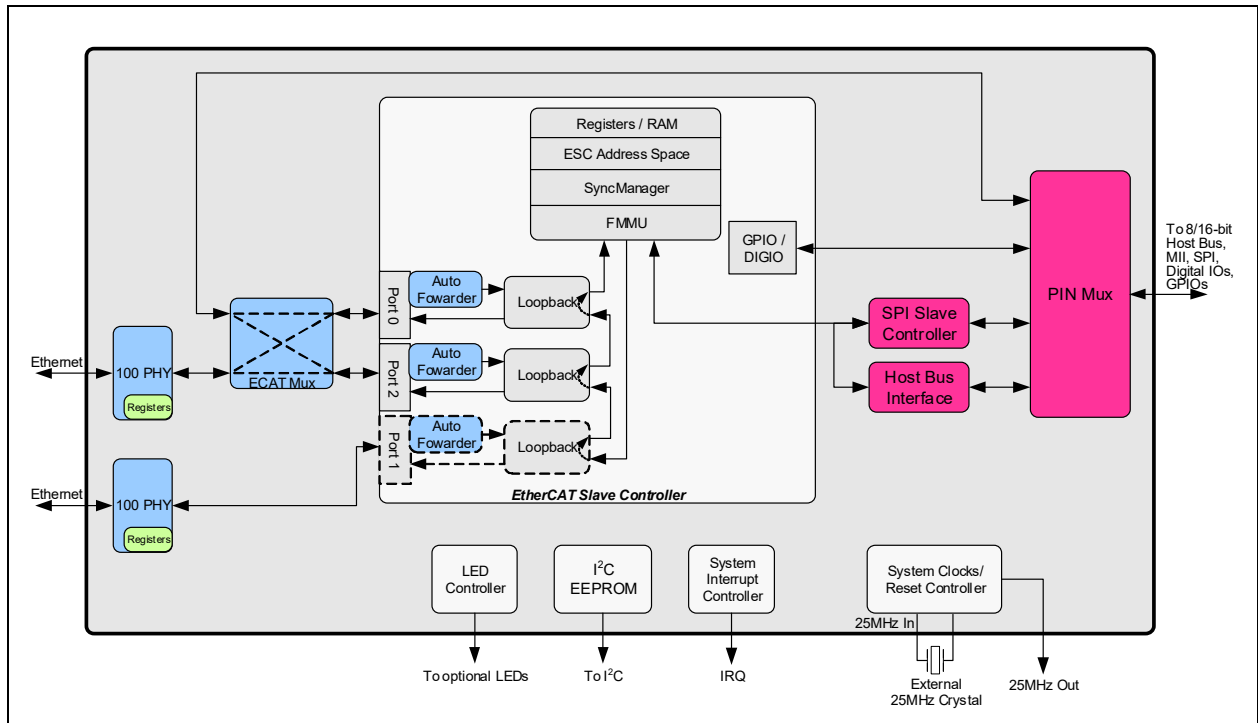 Registers / RAM
ESC Address Space
SyncManager
FMMU
GPIO /
DIGIO
PIN Mux
To 8/16-bit
Host Bus,
MII, SPI,
Digital IOs,
GPIOs
Port 0
Auto
Fowarder
Loopback
SPI Slave
Controller
Ethernet
100 PHY
Registers
ECAT Mux
Port 2
Auto
Fowarder
Loopback
Host Bus
Interface
Port 1
Auto
Fowarder
Loopback
EtherCAT Slave Controller
Ethernet
100 PHY
Registers
LED
Controller
I²C
EEPROM
System
Interrupt
Controller
System Clocks/
Reset Controller
25MHz In
To optional LEDs
To I²C
IRQ
External
25MHz Crystal
25MHz Out